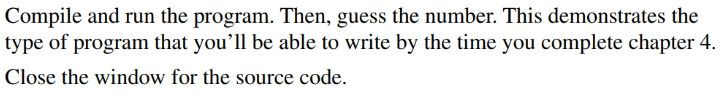 Compile and run the program. Then, guess the number. This demonstrates the
type of program that you’ll be able to write by the time you complete chapter 4.
Close the window for the source code.